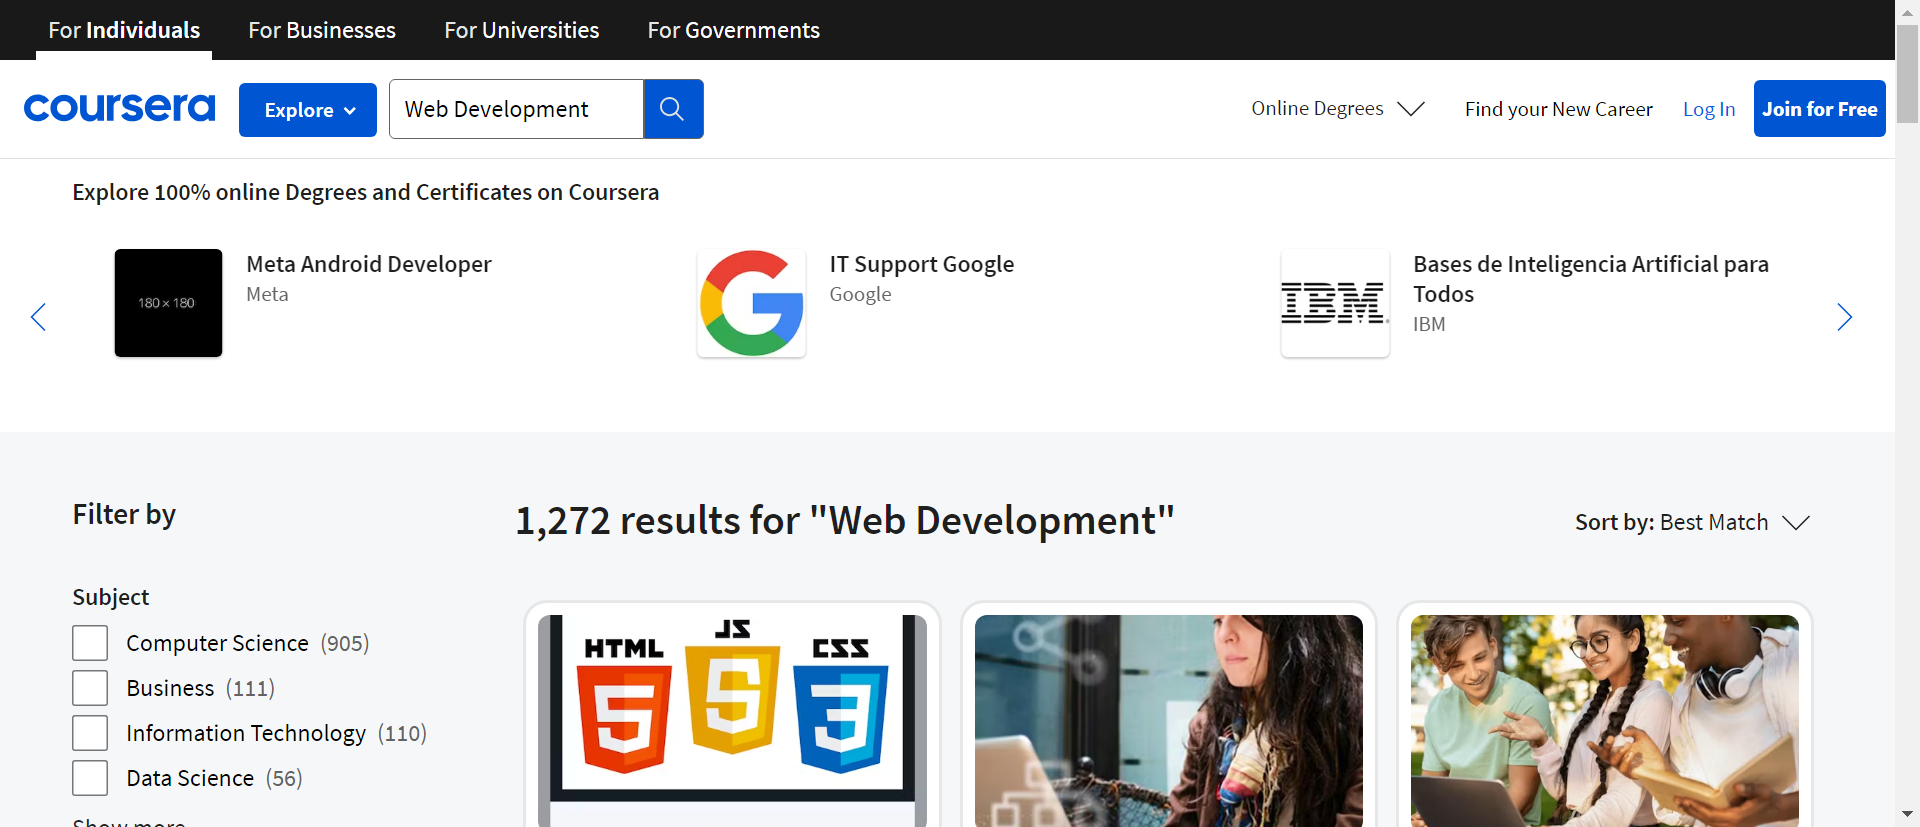 For Individuals
For Businesses
For Universities
For Governments
coursera
Explore
Web Development
Online Degrees
Find your New Career
Log In
Join for Free
Explore 100% online Degrees and Certificates on Coursera
180 × 180
Meta Android Developer
Meta
IT Support Google
Google
IBM
Bases de Inteligencia Artificial para
Todos
IBM
Filter by
1,272 results for "Web Development"
Sort by: Best Match
Subject
Computer Science (905)
Business (111)
Information Technology (110)
Data Science (56)
Show more
HTML
JS
CSS
5
5
3